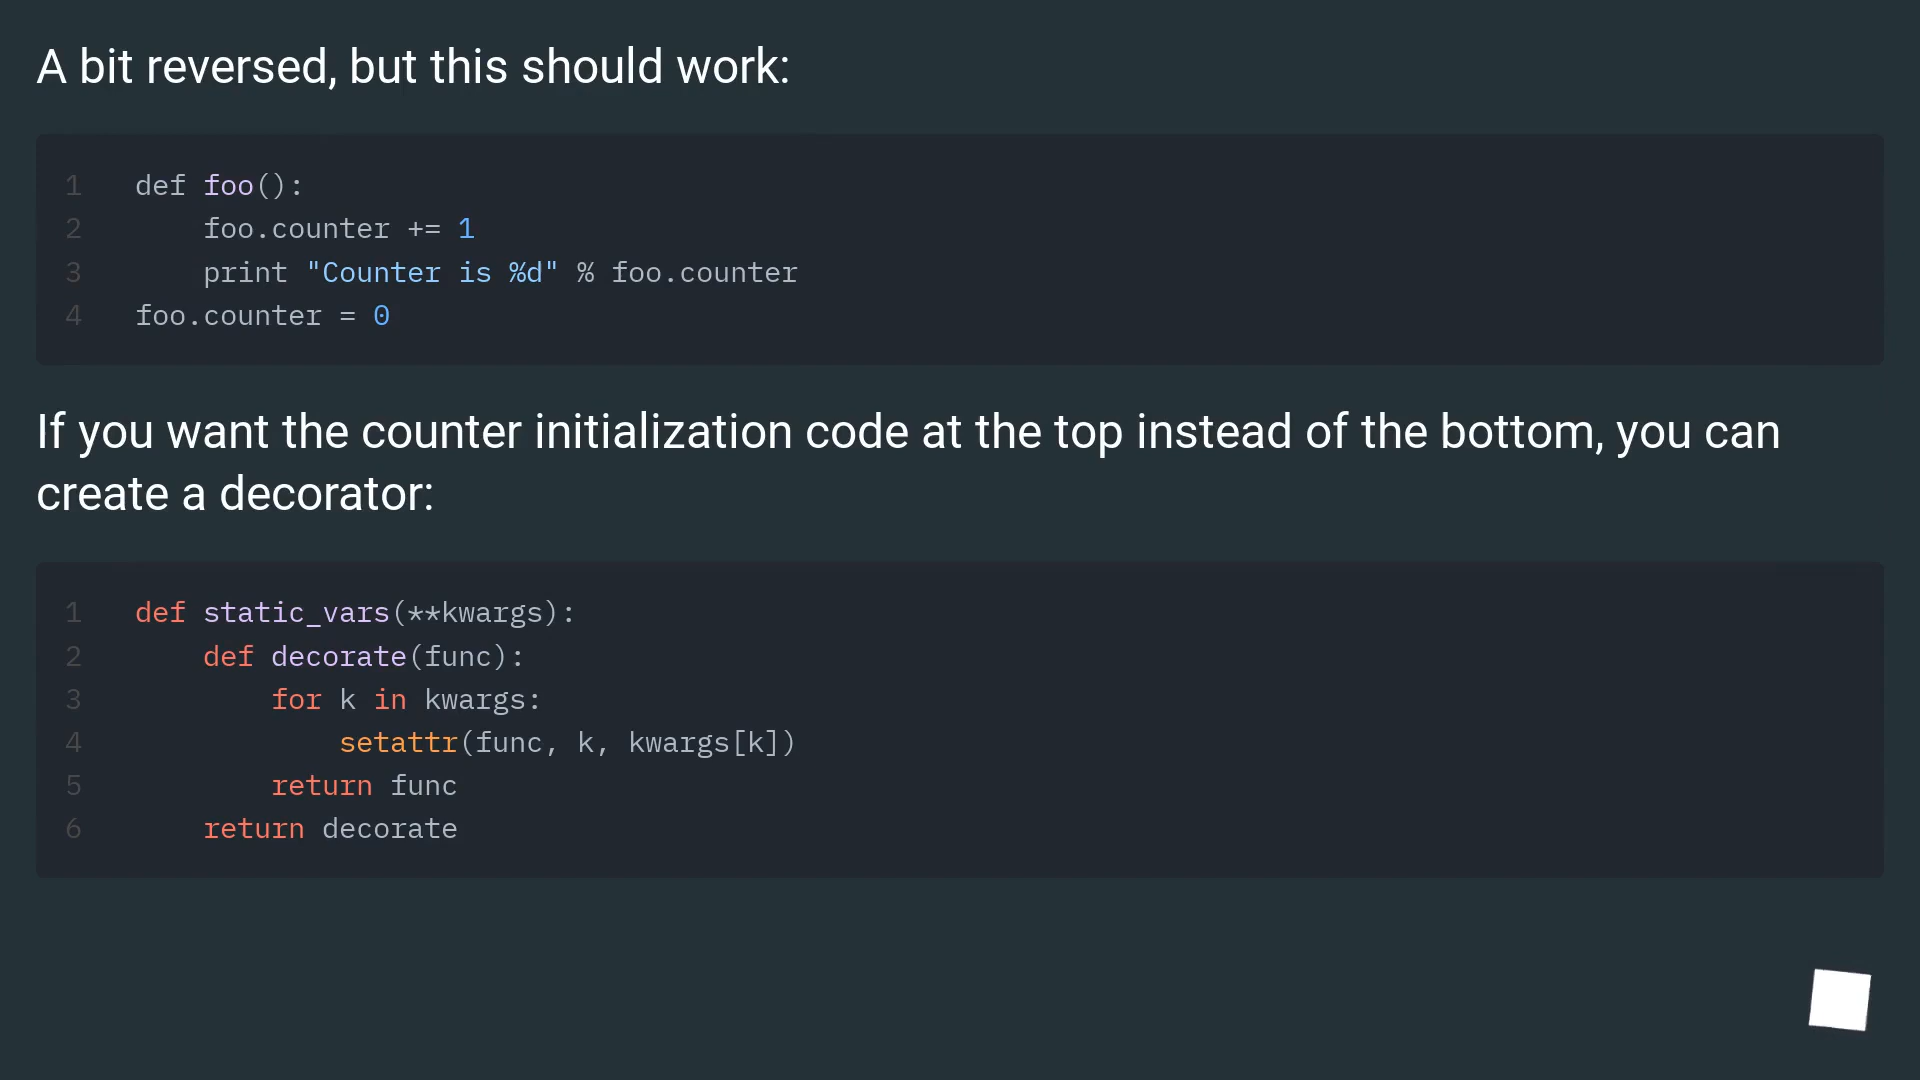 A bit reversed, but this should work:
1 def foo():
2     foo.counter += 1
3     print "Counter is %d" % foo.counter
4 foo.counter = 0
If you want the counter initialization code at the top instead of the bottom, you can
create a decorator:
1 def static_vars(**kwargs):
2     def decorate(func):
3         for k in kwargs:
4             setattr(func, k, kwargs[k])
5         return func
6     return decorate